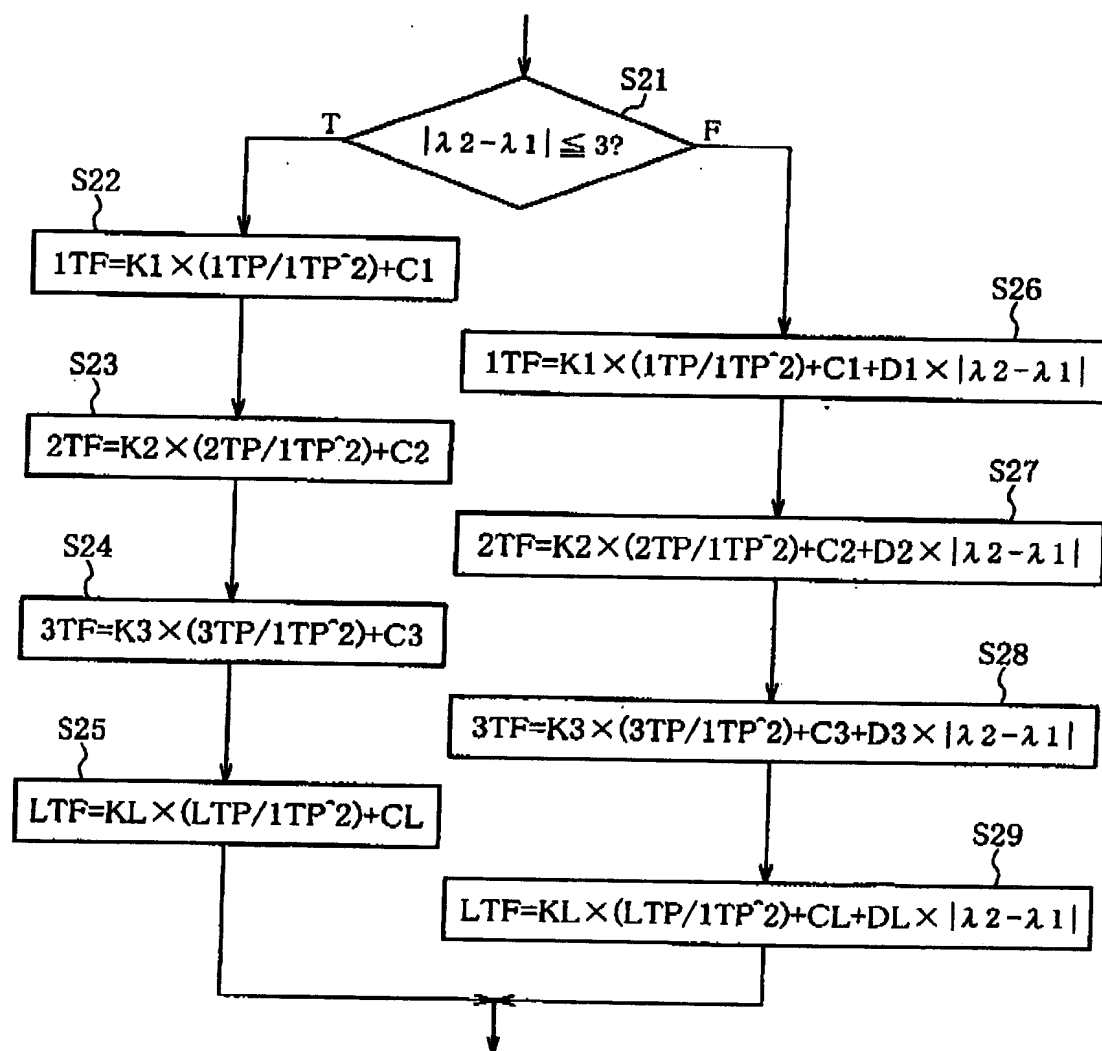 S21
T
|λ2-λ1|≦3?
F
S22
1TF=K1×(1TP/1TP^2)+C1
S23
2TF=K2×(2TP/1TP^2)+C2
S24
3TF=K3×(3TP/1TP^2)+C3
S25
LTF=KL×(LTP/1TP^2)+CL
S26
1TF=K1×(1TP/1TP^2)+C1+D1×|λ2-λ1|
S27
2TF=K2×(2TP/1TP^2)+C2+D2×|λ2-λ1|
S28
3TF=K3×(3TP/1TP^2)+C3+D3×|λ2-λ1|
S29
LTF=KL×(LTP/1TP^2)+CL+DL×|λ2-λ1|